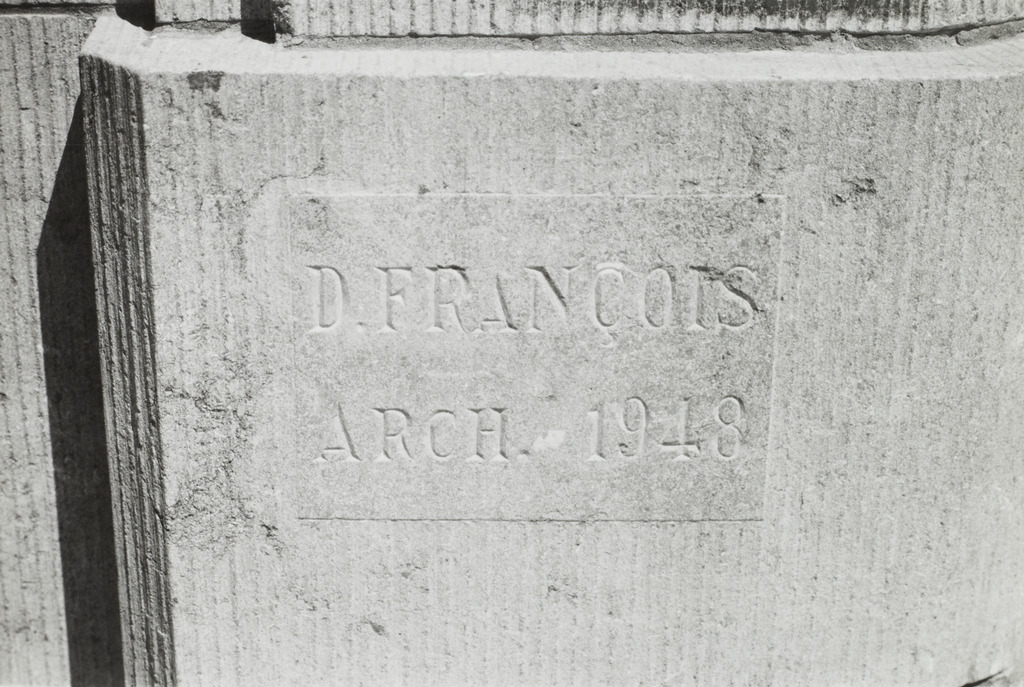 D. FRANÇOIS
ARCH. 1948